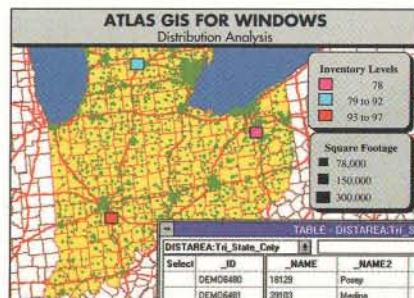 ATLAS GIS FOR WINDOWS
Distribution Analysis
Inventory Levels
78
79 to 92
93 to 97
Square Footage
78,000
150,000
300,000
TABLE - DISTAREA:Tri_S
DISTAREA:Tri_State_Cnty
Select _ID _NAME _NAME2
DEMO6480 18129 Posey
DEMO6481 29103 Medina